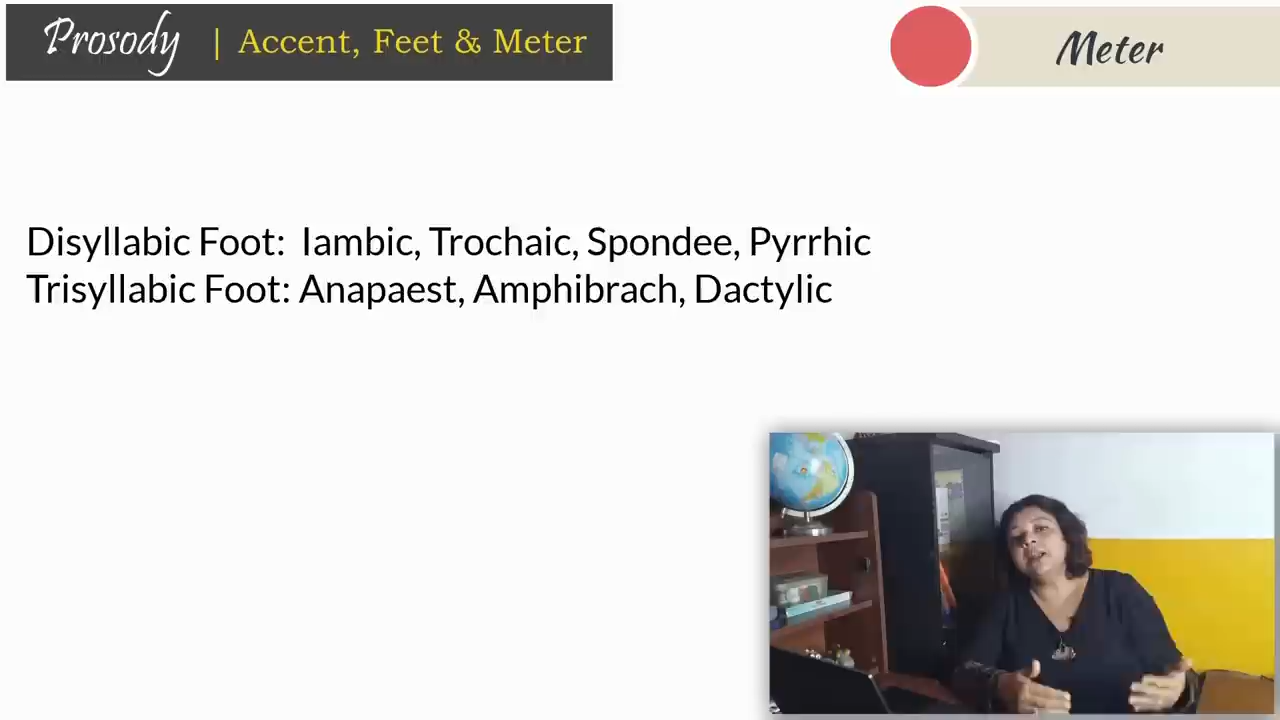 Prosody | Accent, Feet & Meter
Meter
Disyllabic Foot: Iambic, Trochaic, Spondee, Pyrrhic
Trisyllabic Foot: Anapaest, Amphibrach, Dactylic